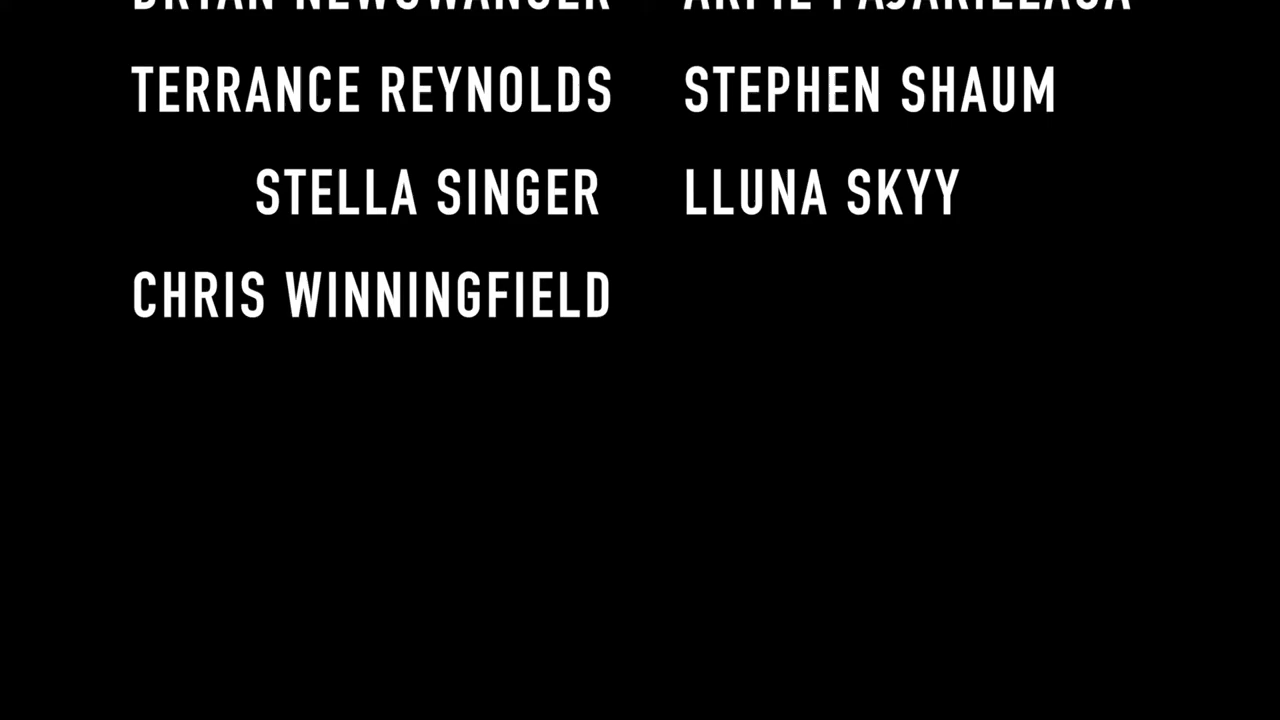 TERRANCE REYNOLDS STEPHEN SHAUM
STELLA SINGER LLUNA SKYY
CHRIS WINNINGFIELD